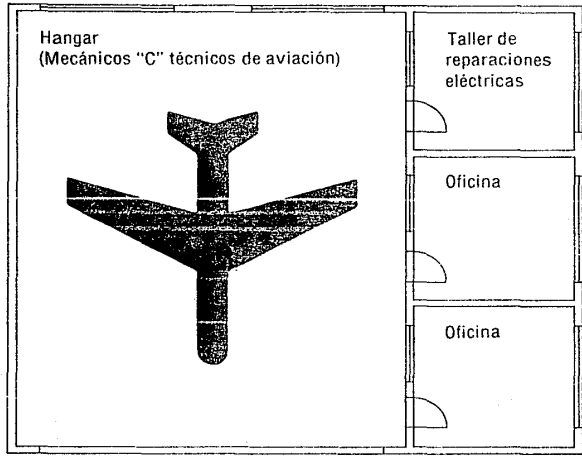 Hangar
(Mecánicos "C" técnicos de aviación)
Taller de
reparaciones
eléctricas
Oficina
Oficina